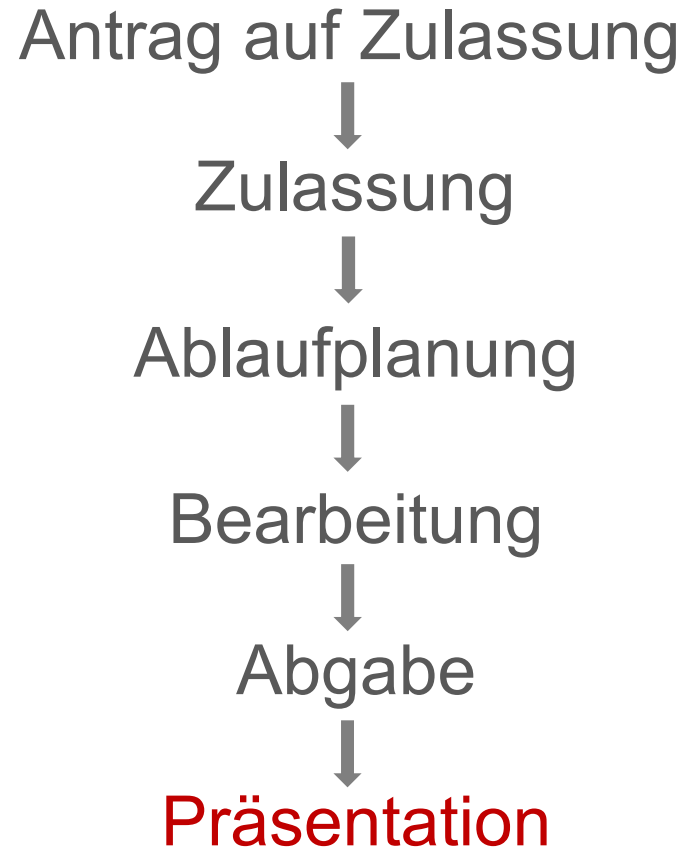 Antrag auf Zulassung
Zulassung
Ablaufplanung
Bearbeitung
Abgabe
Präsentation